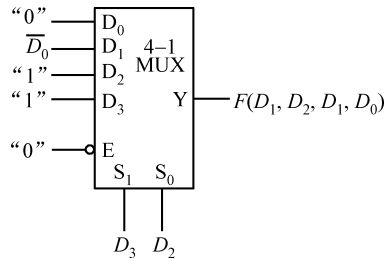 “0” D₀
D̅₀ D₁ 4–1
“1” D₂ MUX
“1” D₃ Y F(D₁, D₂, D₁, D₀)
“0” E
S₁ S₀
D₃ D₂